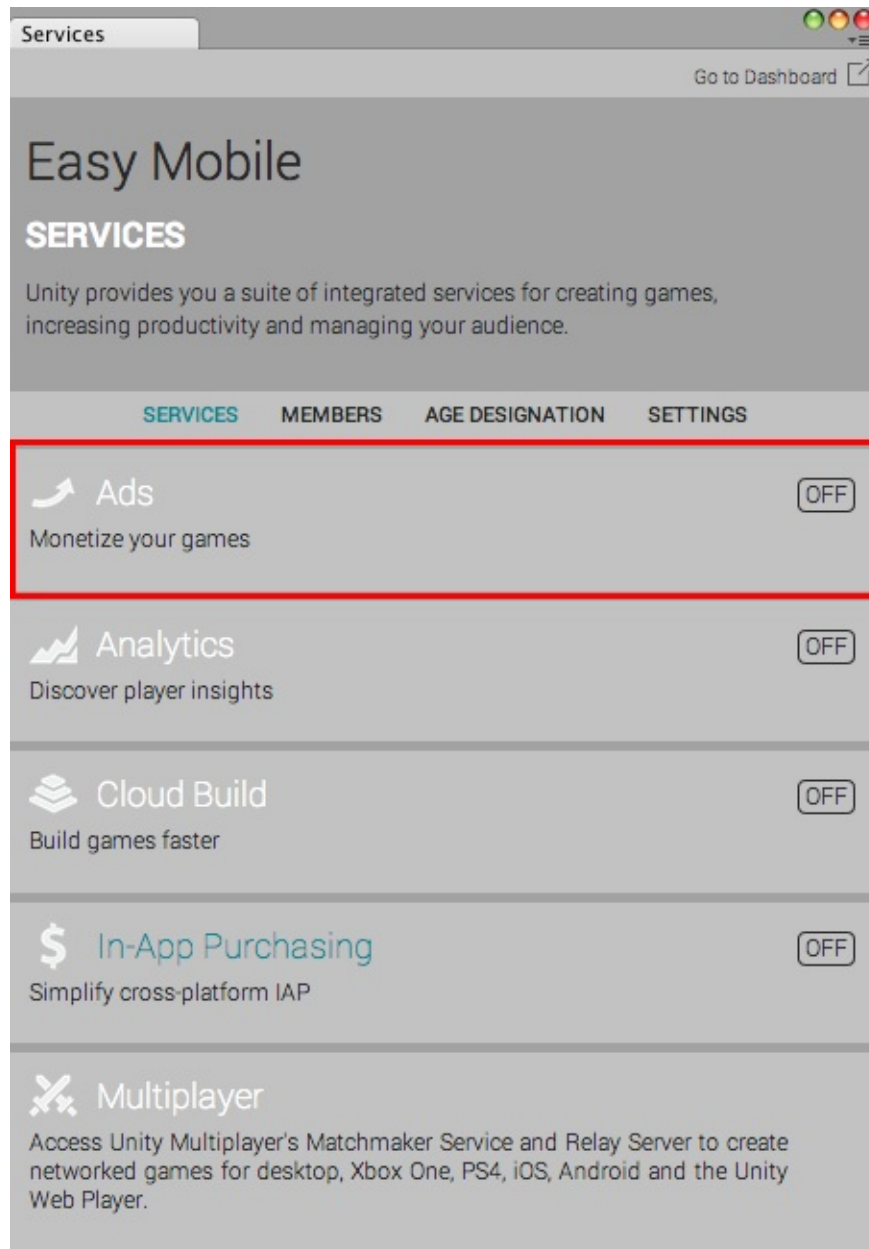 Services
Go to Dashboard
Easy Mobile
SERVICES
Unity provides you a suite of integrated services for creating games,
increasing productivity and managing your audience.
SERVICES MEMBERS AGE DESIGNATION SETTINGS
Ads OFF
Monetize your games
Analytics OFF
Discover player insights
Cloud Build OFF
Build games faster
In-App Purchasing OFF
Simplify cross-platform IAP
Multiplayer
Access Unity Multiplayer's Matchmaker Service and Relay Server to create
networked games for desktop, Xbox One, PS4, iOS, Android and the Unity
Web Player.